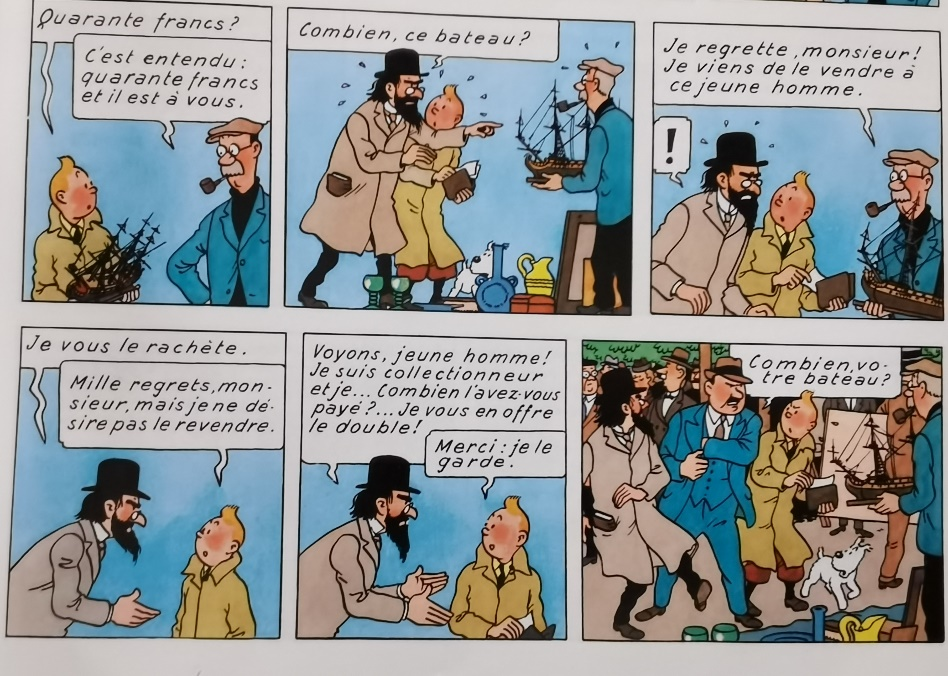 Quarante francs?
C'est entendu:
quarante francs
et il est à vous.
Combien, ce bateau?
Je regrette, monsieur!
Je viens de le vendre à
ce jeune homme.
!
Je vous le rachète.
Mille regrets, mon-
sieur, mais je ne dé-
sire pas le revendre.
Voyons, jeune homme!
Je suis collectionneur
et je... Combien l'avez-vous
payé?... Je vous en offre
le double!
Merci: je le
garde.
Combien, vo-
tre bateau?